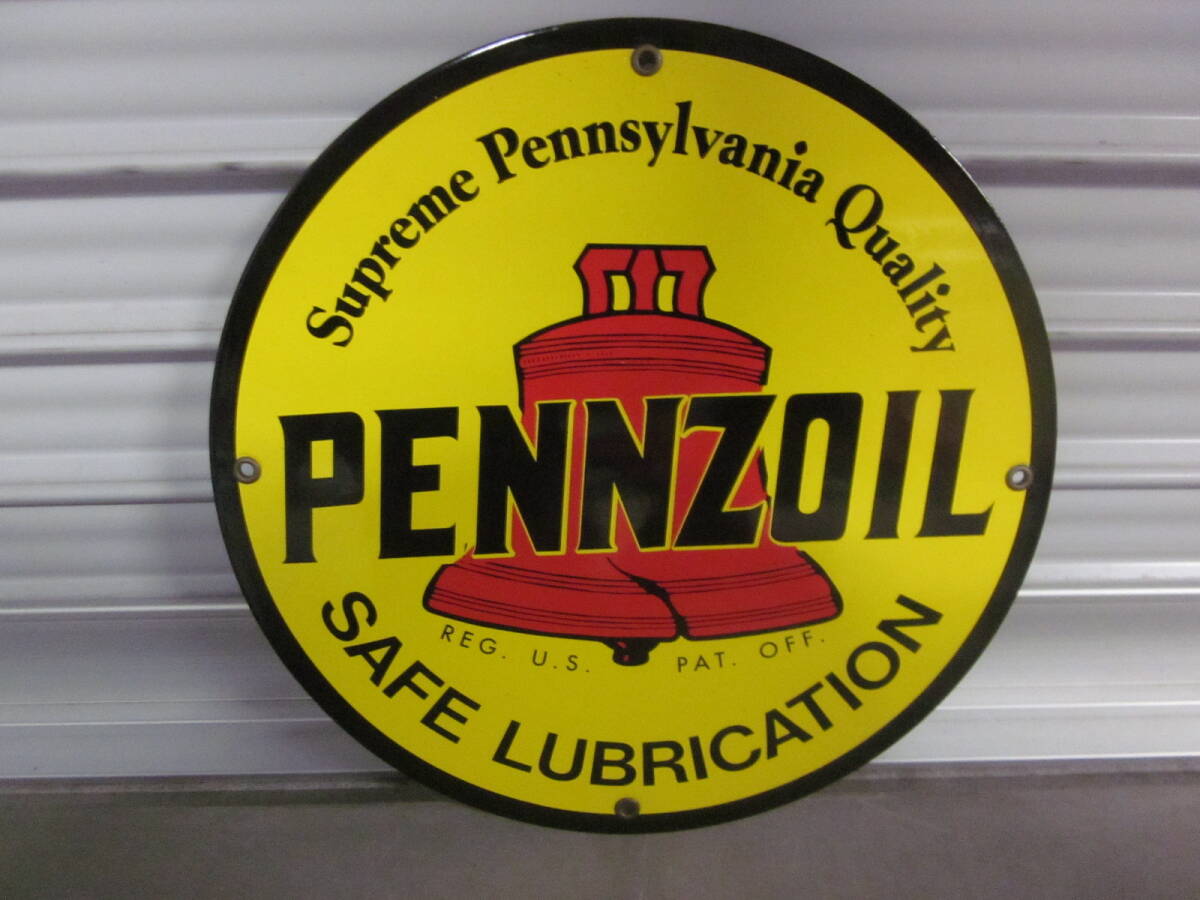 Supreme Pennsylvania Quality
PENNZOIL
REG. U.S. PAT. OFF.
SAFE LUBRICATION